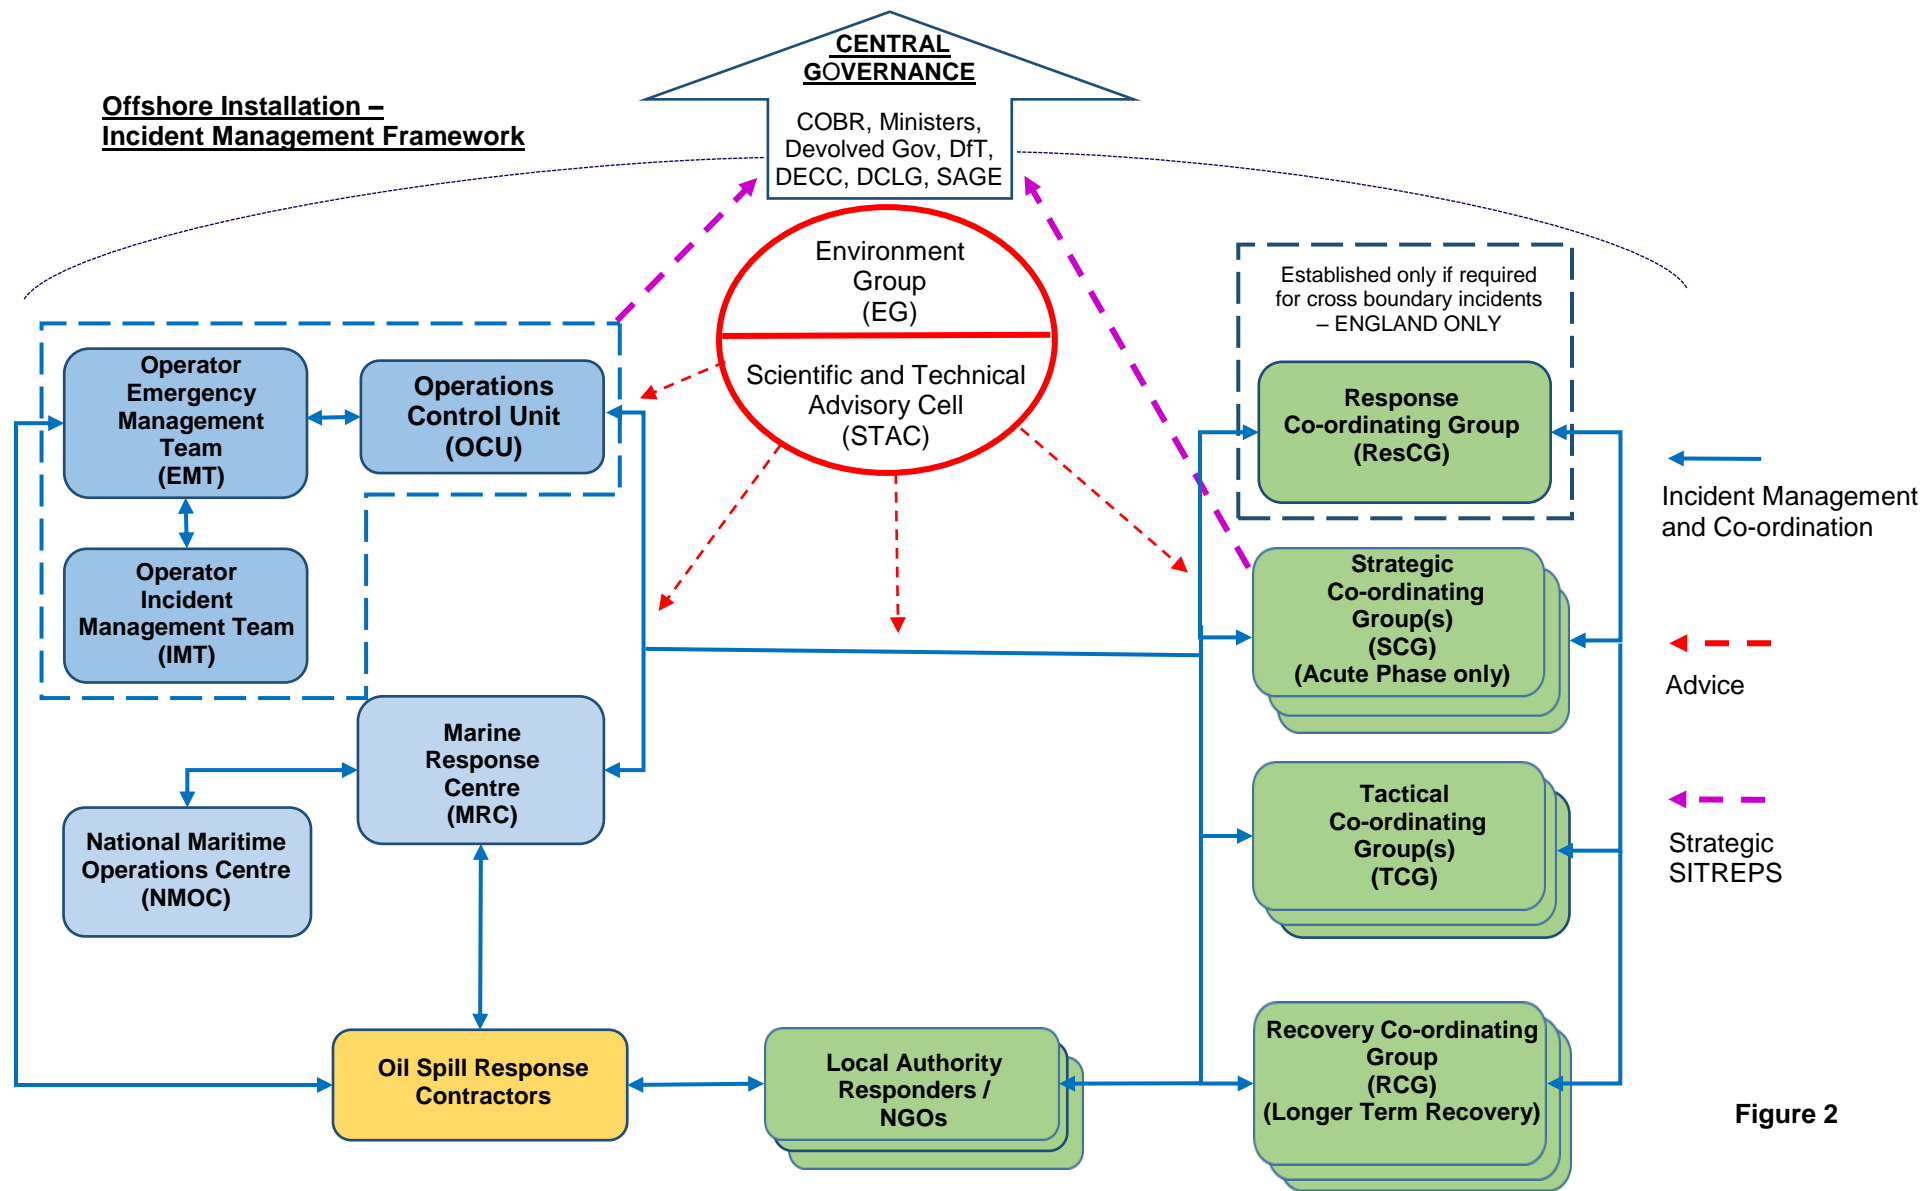 CENTRAL
GOVERNANCE
COBR, Ministers,
Devolved Gov, DfT,
DECC, DCLG, SAGE
Offshore Installation –
Incident Management Framework
Environment
Group
(EG)
Scientific and Technical
Advisory Cell
(STAC)
Established only if required
for cross boundary incidents
– ENGLAND ONLY
Response
Co-ordinating Group
(ResCG)
Operator
Emergency
Management
Team
(EMT)
Operations
Control Unit
(OCU)
Operator
Incident
Management Team
(IMT)
Marine
Response
Centre
(MRC)
National Maritime
Operations Centre
(NMOC)
Oil Spill Response
Contractors
Local Authority
Responders /
NGOs
Strategic
Co-ordinating
Group(s)
(SCG)
(Acute Phase only)
Tactical
Co-ordinating
Group(s)
(TCG)
Recovery Co-ordinating
Group
(RCG)
(Longer Term Recovery)
Incident Management
and Co-ordination
Advice
Strategic
SITREPS
Figure 2